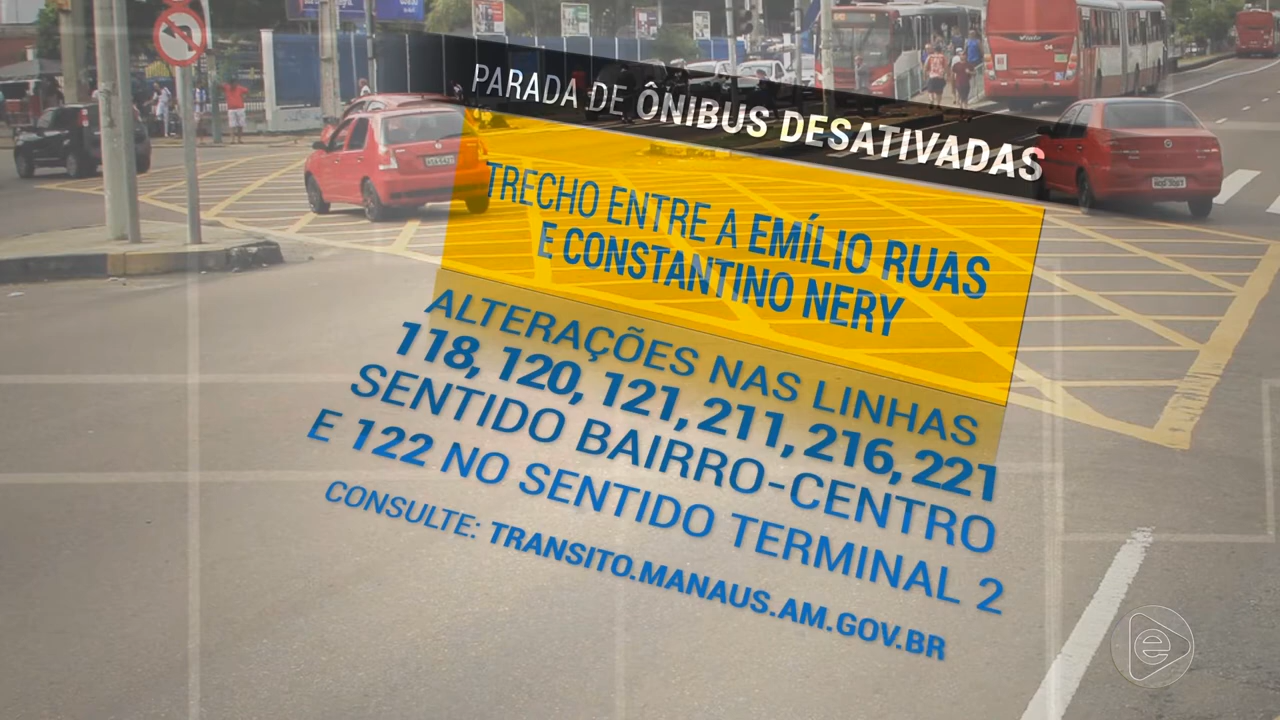 PARADA DE ÔNIBUS DESATIVADAS
TRECHO ENTRE A EMÍLIO RUAS
E CONSTANTINO NERY
ALTERAÇÕES NAS LINHAS
118, 120, 121, 211, 216, 221
SENTIDO BAIRRO-CENTRO
E 122 NO SENTIDO TERMINAL 2
CONSULTE: TRANSITO.MANAUS.AM.GOV.BR
e